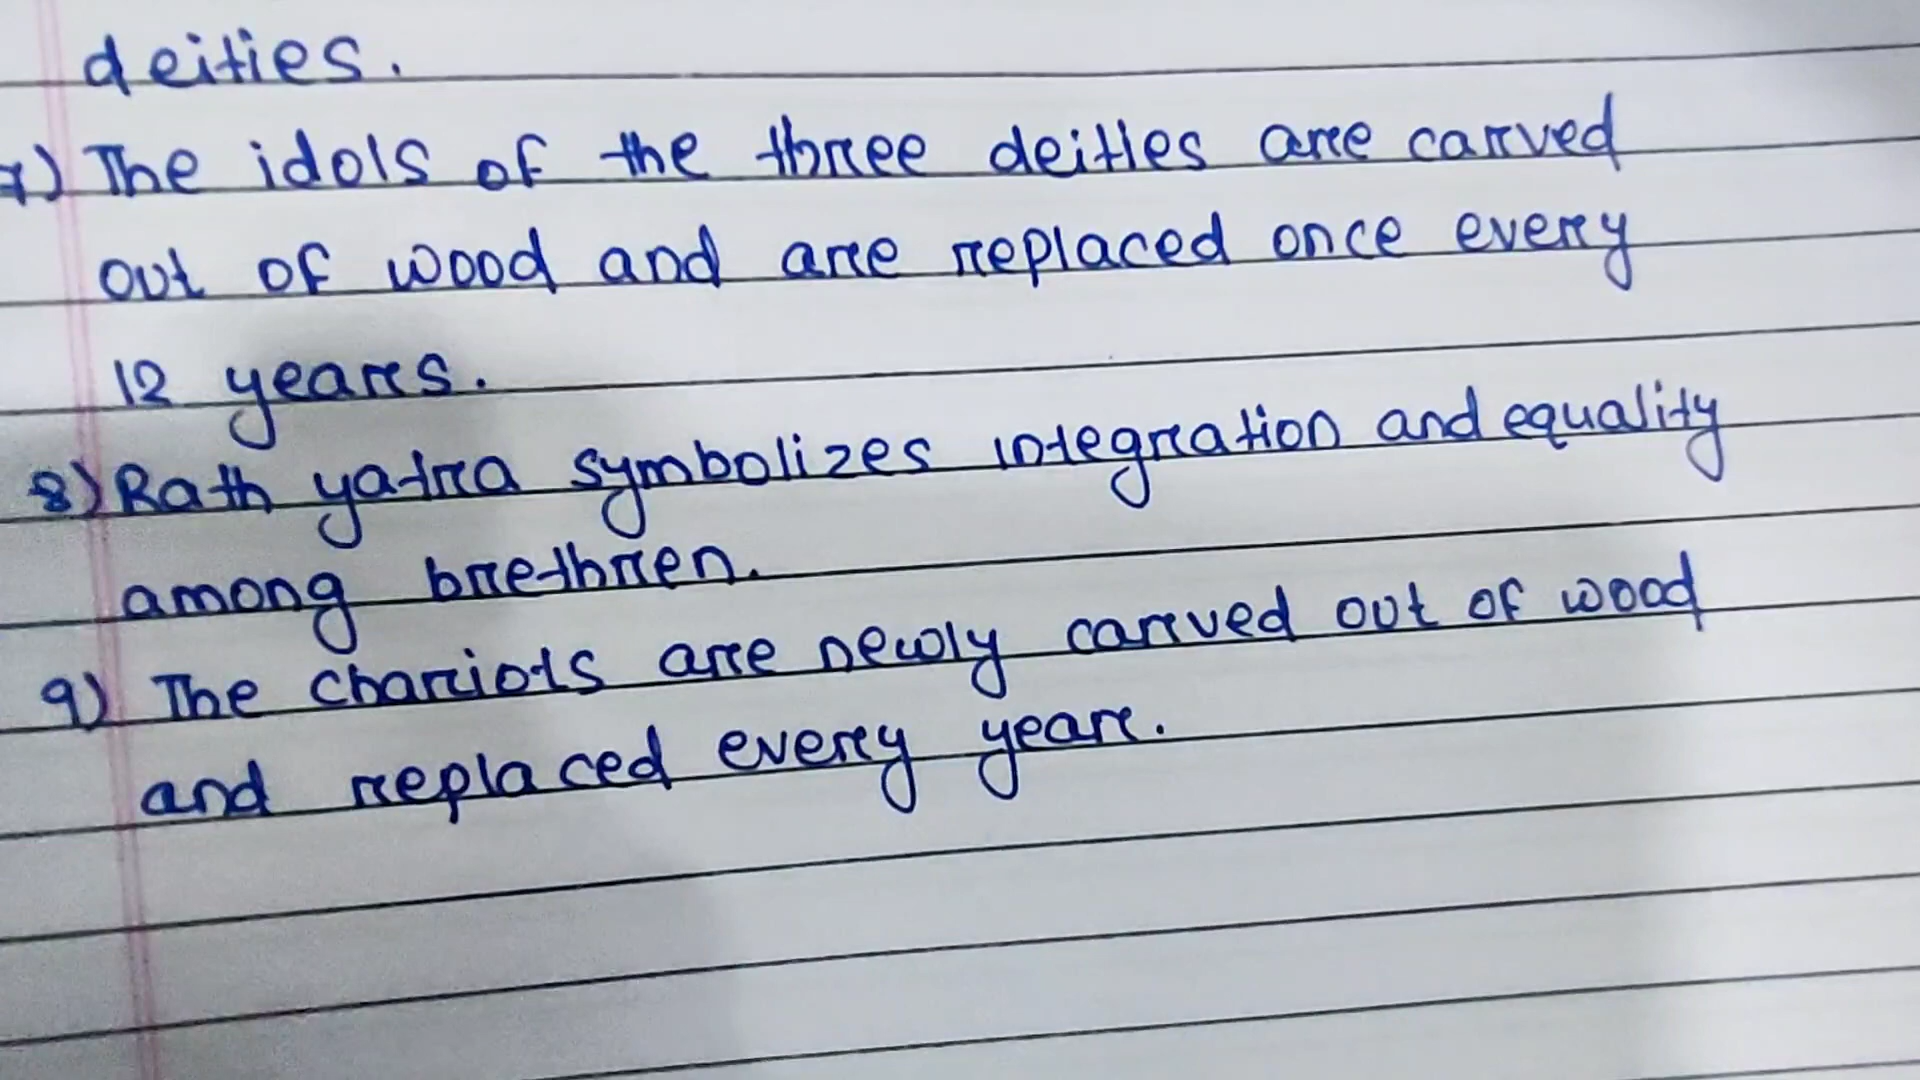 deities.
7) The idols of the three deities are carved
out of wood and are replaced once every
12 years.
8) Rath yatra symbolizes integration and equality
among brethren.
9) The chariots are newly carved out of wood
and replaced every year.